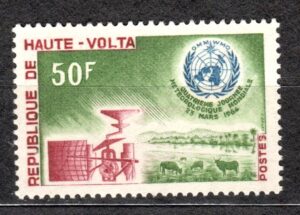 REPUBLIQUE DE
HAUTE - VOLTA
50F
OMM WMO
QUATRIEME JOURNEE
METEOROLOGIQUE MONDIALE
23 MARS 1964
POSTES